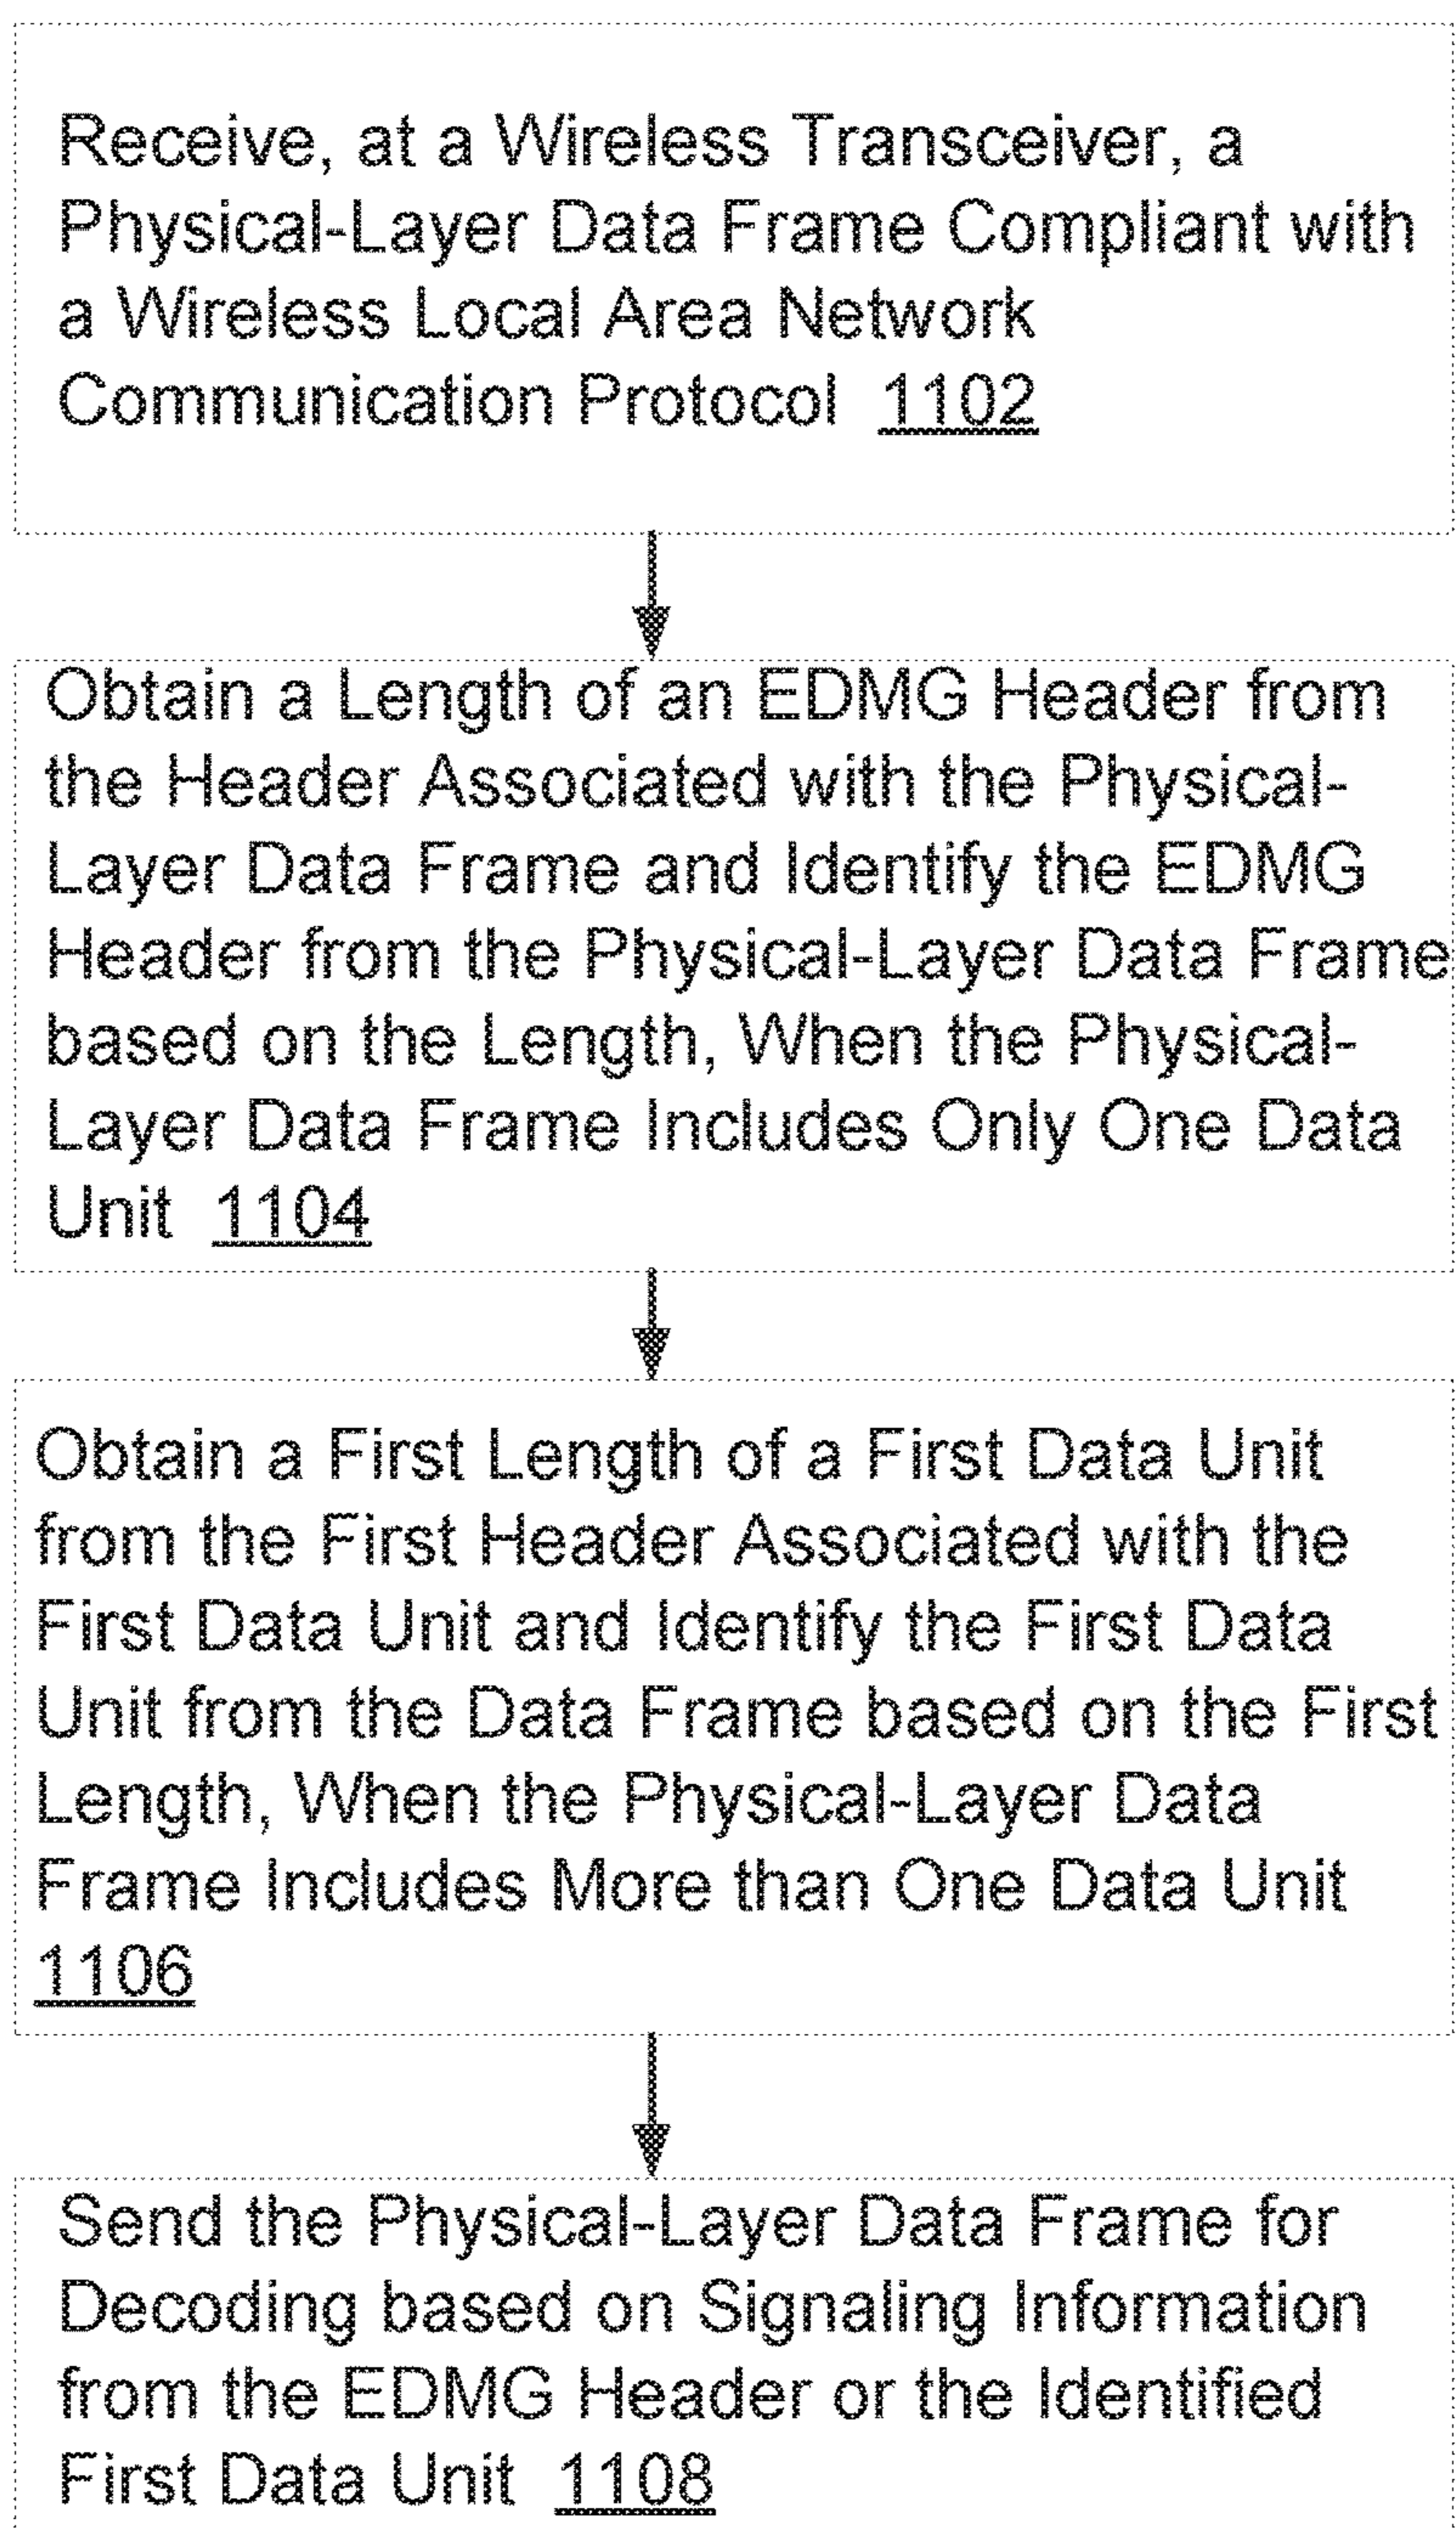 Receive, at a Wireless Transceiver, a
Physical-Layer Data Frame Compliant with
a Wireless Local Area Network
Communication Protocol 1102
Obtain a Length of an EDMG Header from
the Header Associated with the Physical-
Layer Data Frame and Identify the EDMG
Header from the Physical-Layer Data Frame
based on the Length, When the Physical-
Layer Data Frame Includes Only One Data
Unit 1104
Obtain a First Length of a First Data Unit
from the First Header Associated with the
First Data Unit and Identify the First Data
Unit from the Data Frame based on the First
Length, When the Physical-Layer Data
Frame Includes More than One Data Unit
1106
Send the Physical-Layer Data Frame for
Decoding based on Signaling Information
from the EDMG Header or the Identified
First Data Unit 1108